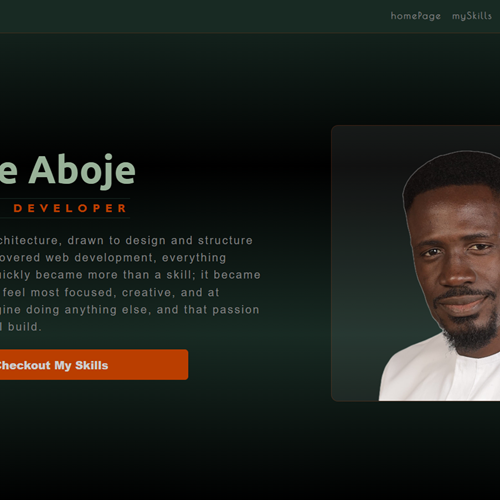 homePage mySkills
e Aboje
DEVELOPER
chitecture, drawn to design and structure
overed web development, everything
uickly became more than a skill; it became
feel most focused, creative, and at
gine doing anything else, and that passion
I build.
Checkout My Skills